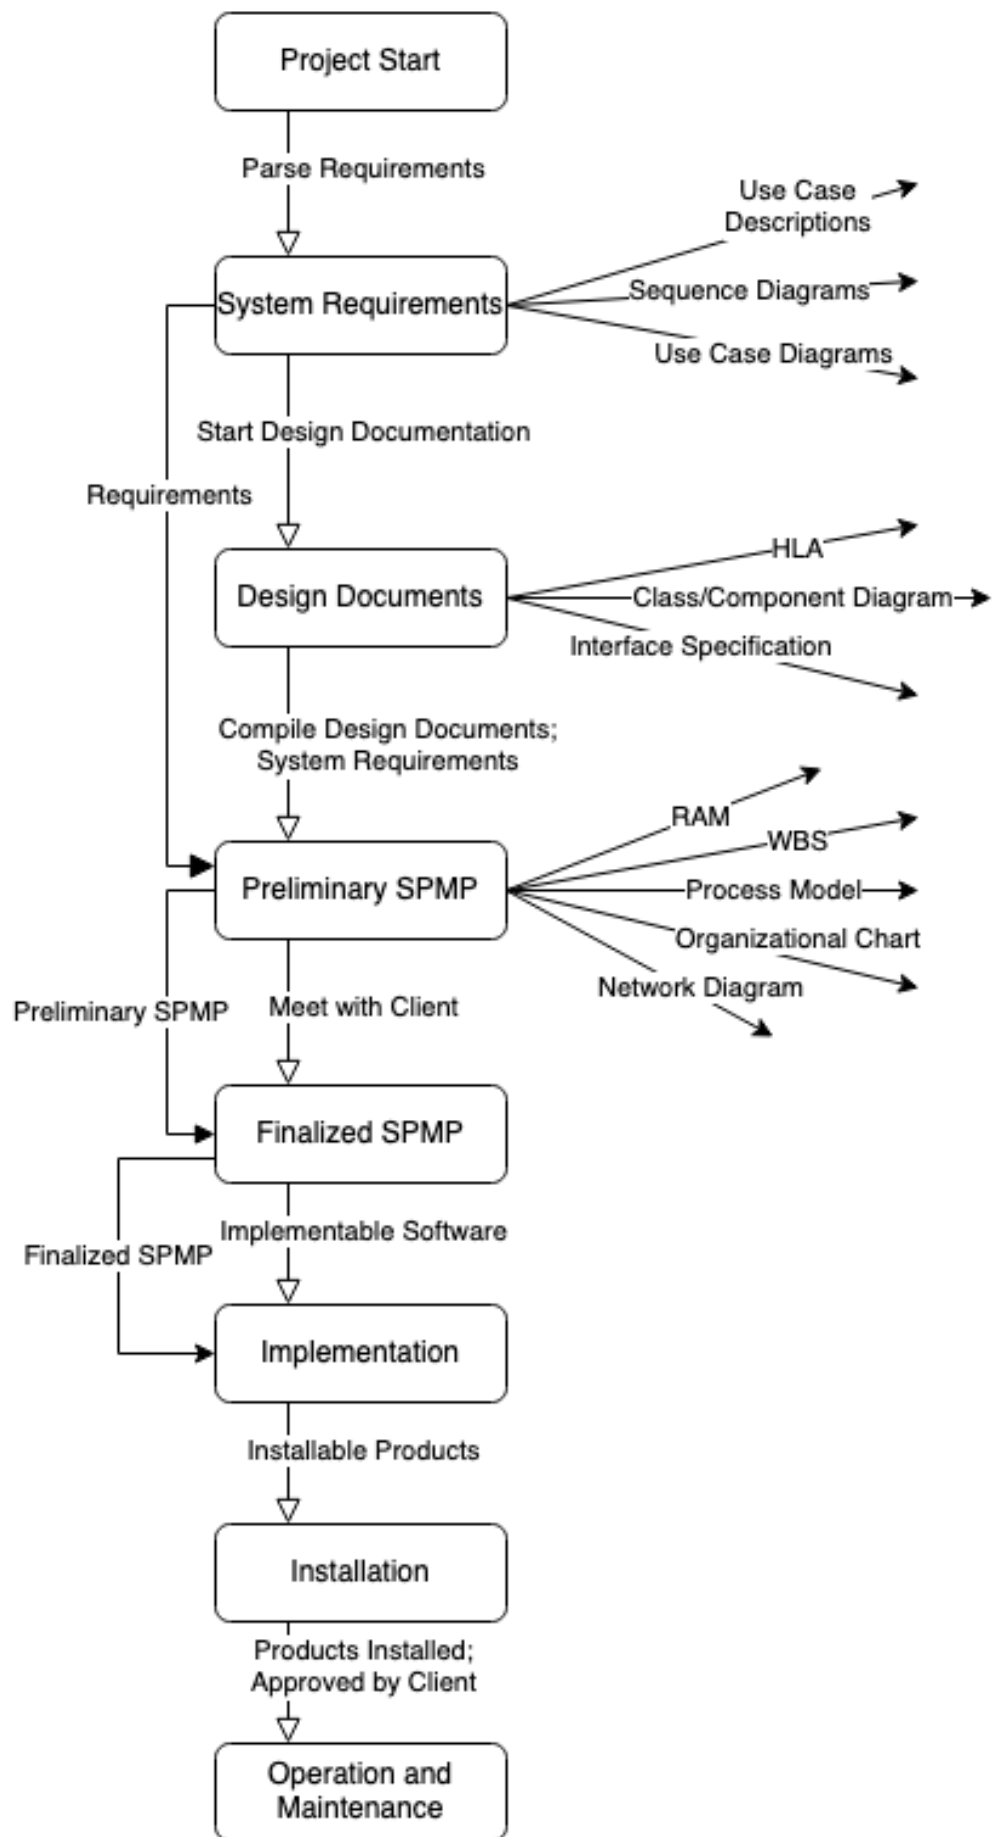 Project Start
Parse Requirements
Use Case
Descriptions
System Requirements
Sequence Diagrams
Use Case Diagrams
Start Design Documentation
Requirements
HLA
Design Documents
Class/Component Diagram
Interface Specification
Compile Design Documents;
System Requirements
RAM
WBS
Preliminary SPMP
Process Model
Organizational Chart
Network Diagram
Preliminary SPMP
Meet with Client
Finalized SPMP
Implementable Software
Finalized SPMP
Implementation
Installable Products
Installation
Products Installed;
Approved by Client
Operation and
Maintenance